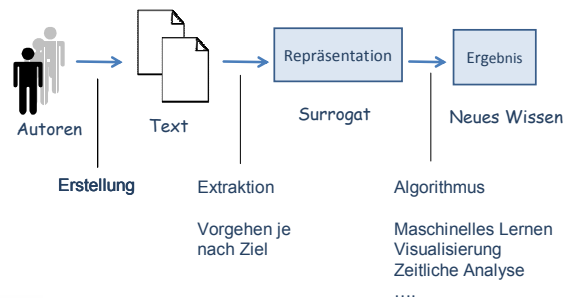 Repräsentation
Ergebnis
Autoren
Text
Surrogat
Neues Wissen
Erstellung
Extraktion
Algorithmus
Vorgehen je
nach Ziel
Maschinelles Lernen
Visualisierung
Zeitliche Analyse
....